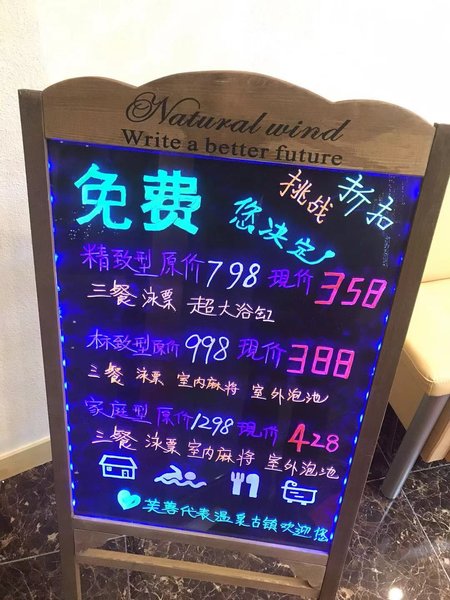 Natural wind
Write a better future
免费 挑战 折扣
您决定
精致型 原价798 现价358
三餐 泳票 超大浴缸
标致型原价998 现价388
三餐 泳票 室内麻将 室外泡池
家庭型 原价1298 现价428
三餐 泳票 室内麻将 室外泡池
芙蓉代表温泉古镇欢迎您